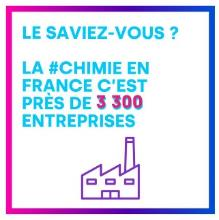 LE SAVIEZ-VOUS ?
LA #CHIMIE EN
FRANCE C'EST
PRÈS DE 3 300
ENTREPRISES